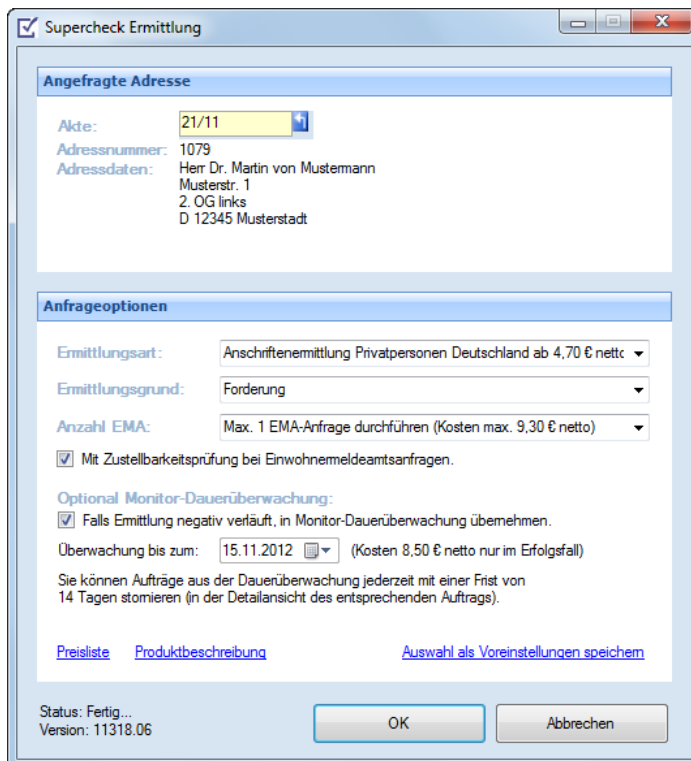 Supercheck Ermittlung
Angefragte Adresse
Akte: 21/11
Adressnummer: 1079
Adressdaten: Herr Dr. Martin von Mustermann
Musterstr. 1
2. OG links
D 12345 Musterstadt
Anfrageoptionen
Ermittlungsart: Anschriftenermittlung Privatpersonen Deutschland ab 4,70 € netto
Ermittlungsgrund: Forderung
Anzahl EMA: Max. 1 EMA-Anfrage durchführen (Kosten max. 9,30 € netto)
Mit Zustellbarkeitsprüfung bei Einwohnermeldeamtsanfragen.
Optional Monitor-Dauerüberwachung:
Falls Ermittlung negativ verläuft, in Monitor-Dauerüberwachung übernehmen.
Überwachung bis zum: 15.11.2012 (Kosten 8,50 € netto nur im Erfolgsfall)
Sie können Aufträge aus der Dauerüberwachung jederzeit mit einer Frist von
14 Tagen stornieren (in der Detailansicht des entsprechenden Auftrags).
Preisliste Produktbeschreibung Auswahl als Voreinstellungen speichern
Status: Fertig...
Version: 11318.06
OK Abbrechen